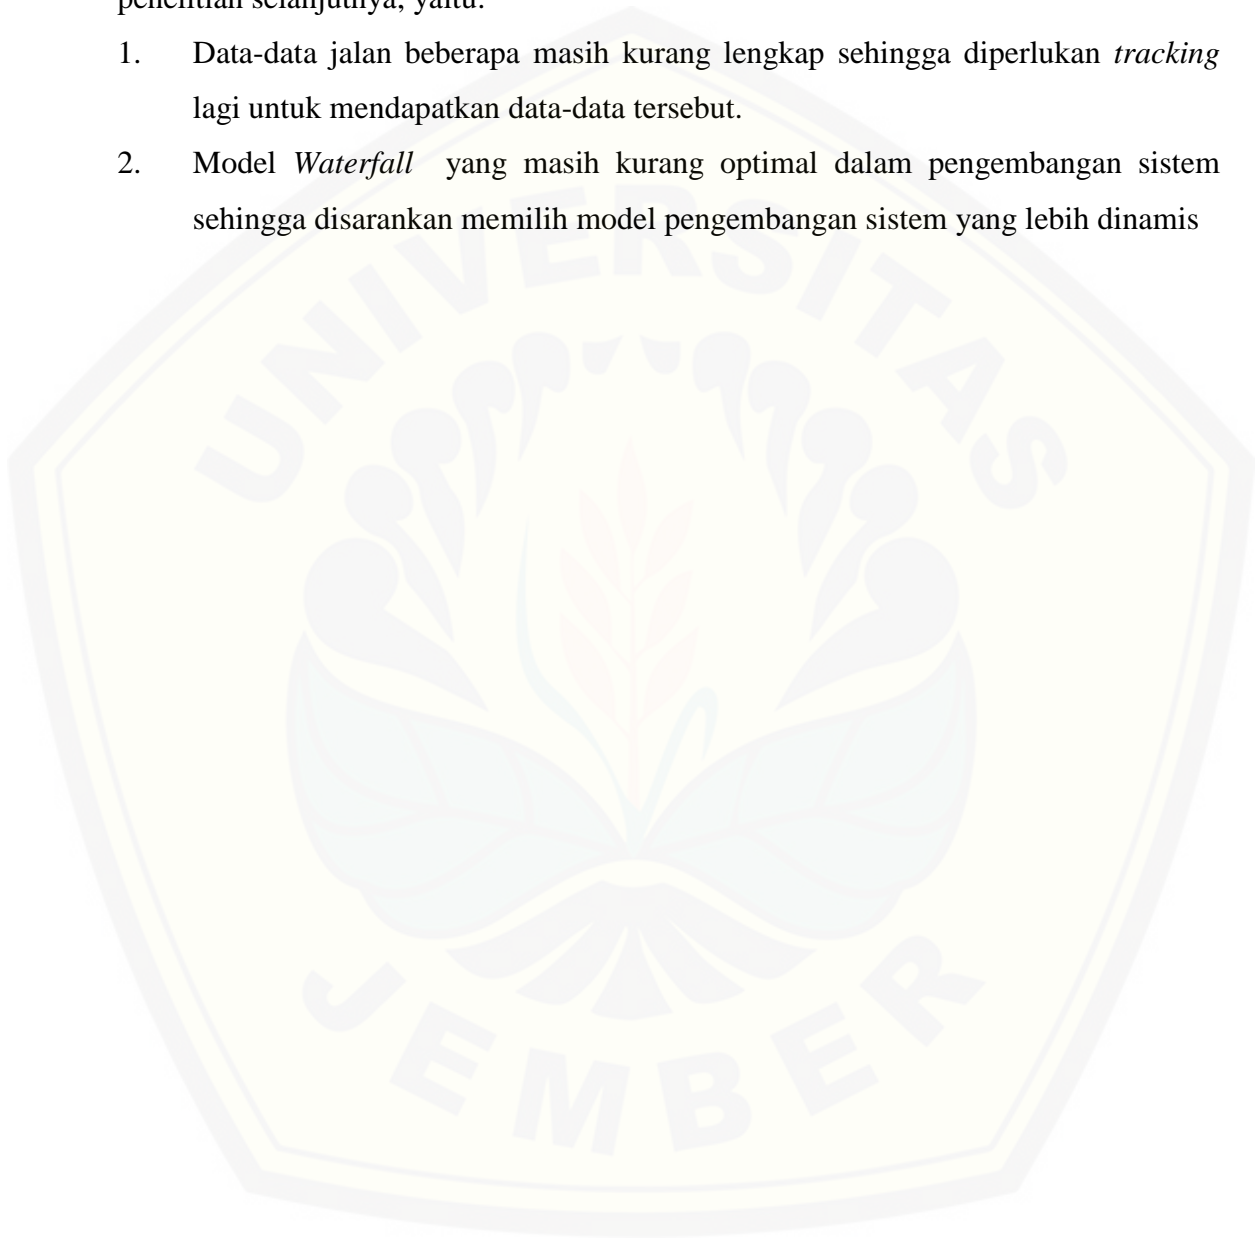 penelitian selanjutnya, yaitu:
1. Data-data jalan beberapa masih kurang lengkap sehingga diperlukan tracking
lagi untuk mendapatkan data-data tersebut.
2. Model Waterfall yang masih kurang optimal dalam pengembangan sistem
sehingga disarankan memilih model pengembangan sistem yang lebih dinamis
UNIVERSITAS
JEMBER